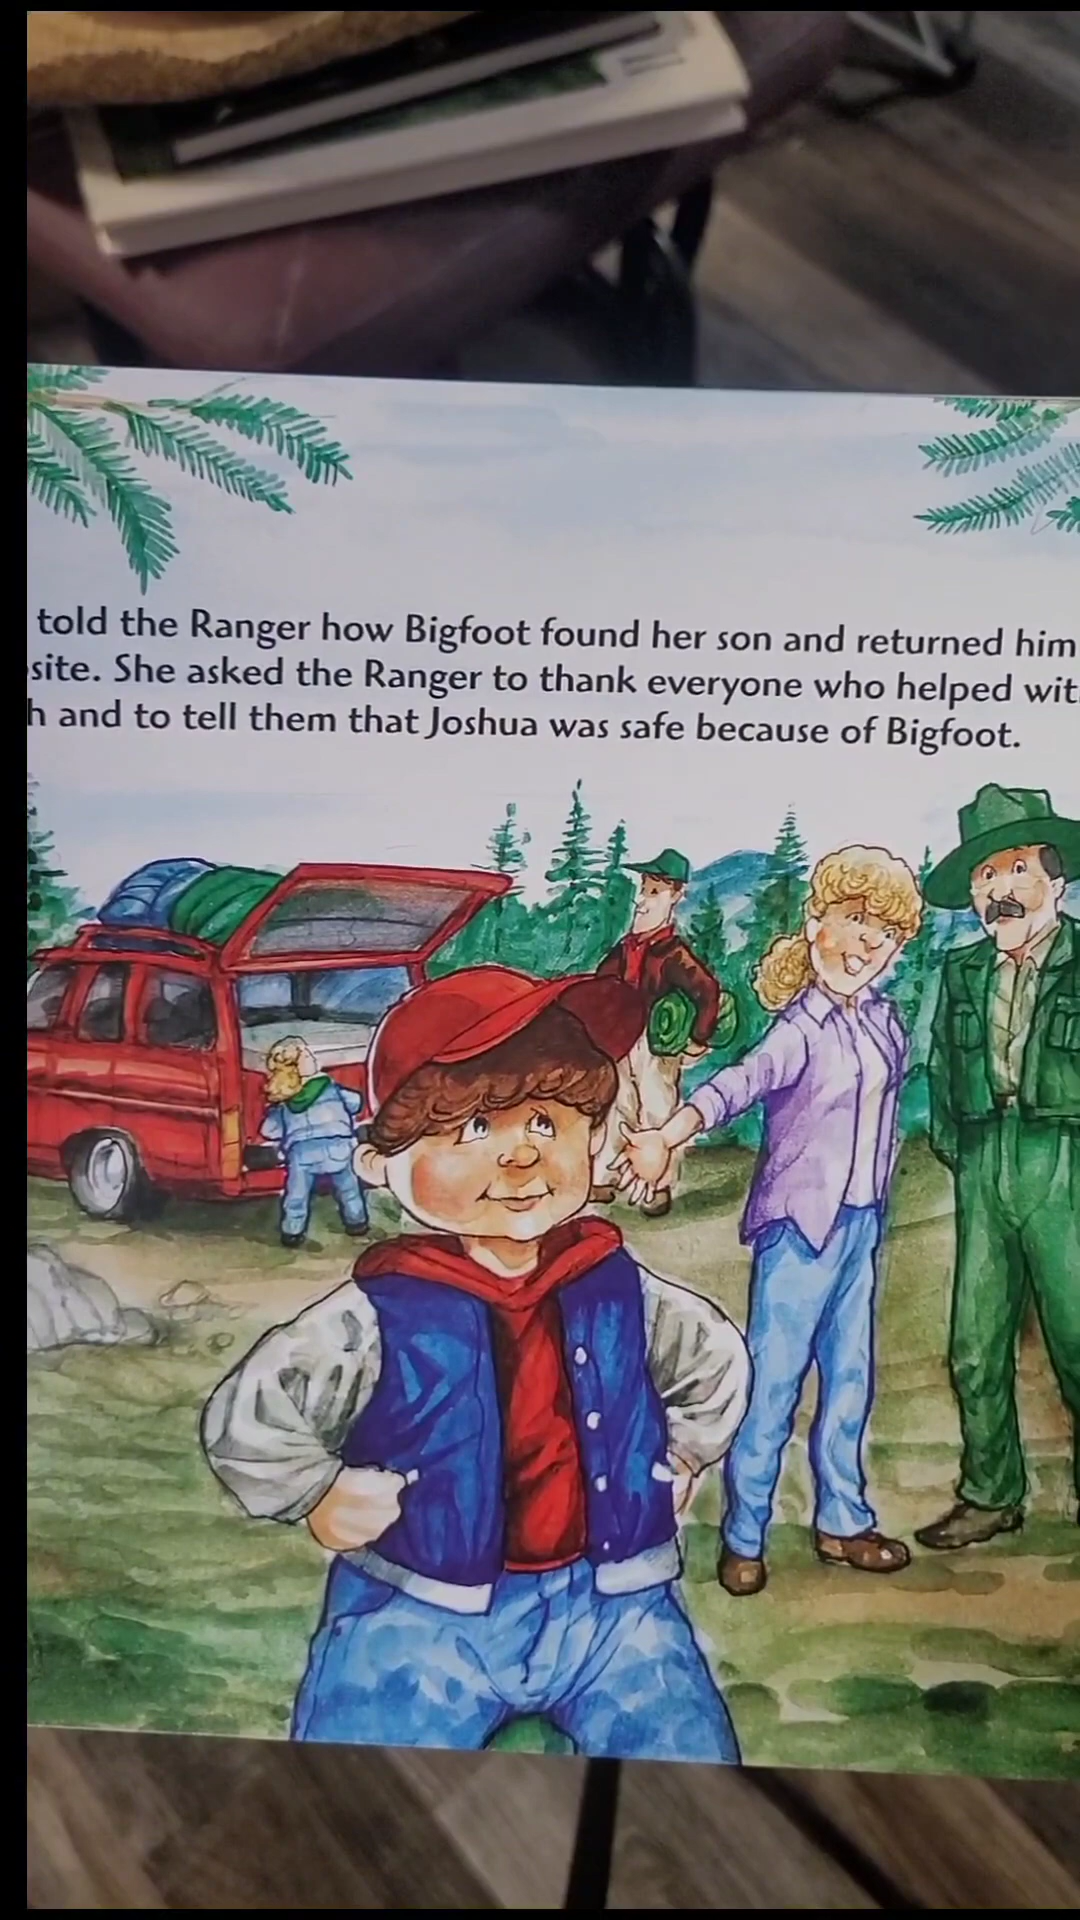 told the Ranger how Bigfoot found her son and returned him
site. She asked the Ranger to thank everyone who helped wit
h and to tell them that Joshua was safe because of Bigfoot.